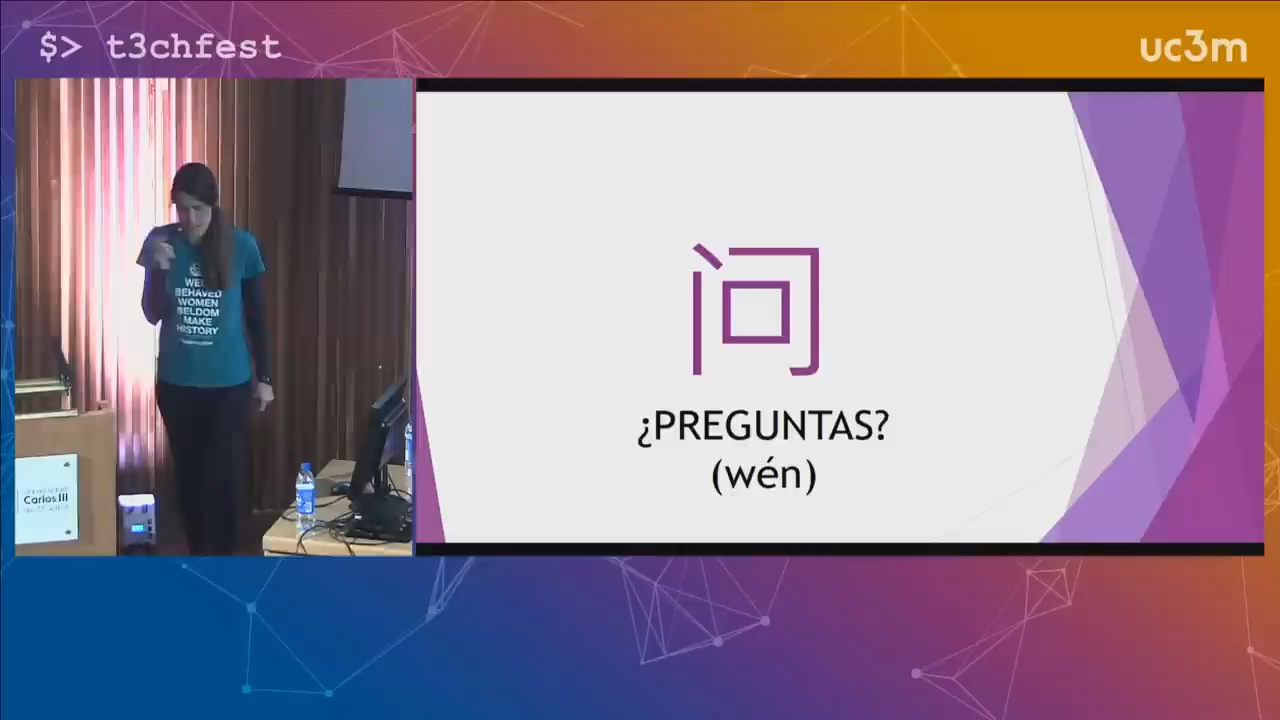 $> t3chfest
uc3m
WELL
BEHAVED
WOMEN
SELDOM
MAKE
HISTORY
Carlos III
问
¿PREGUNTAS?
(wén)